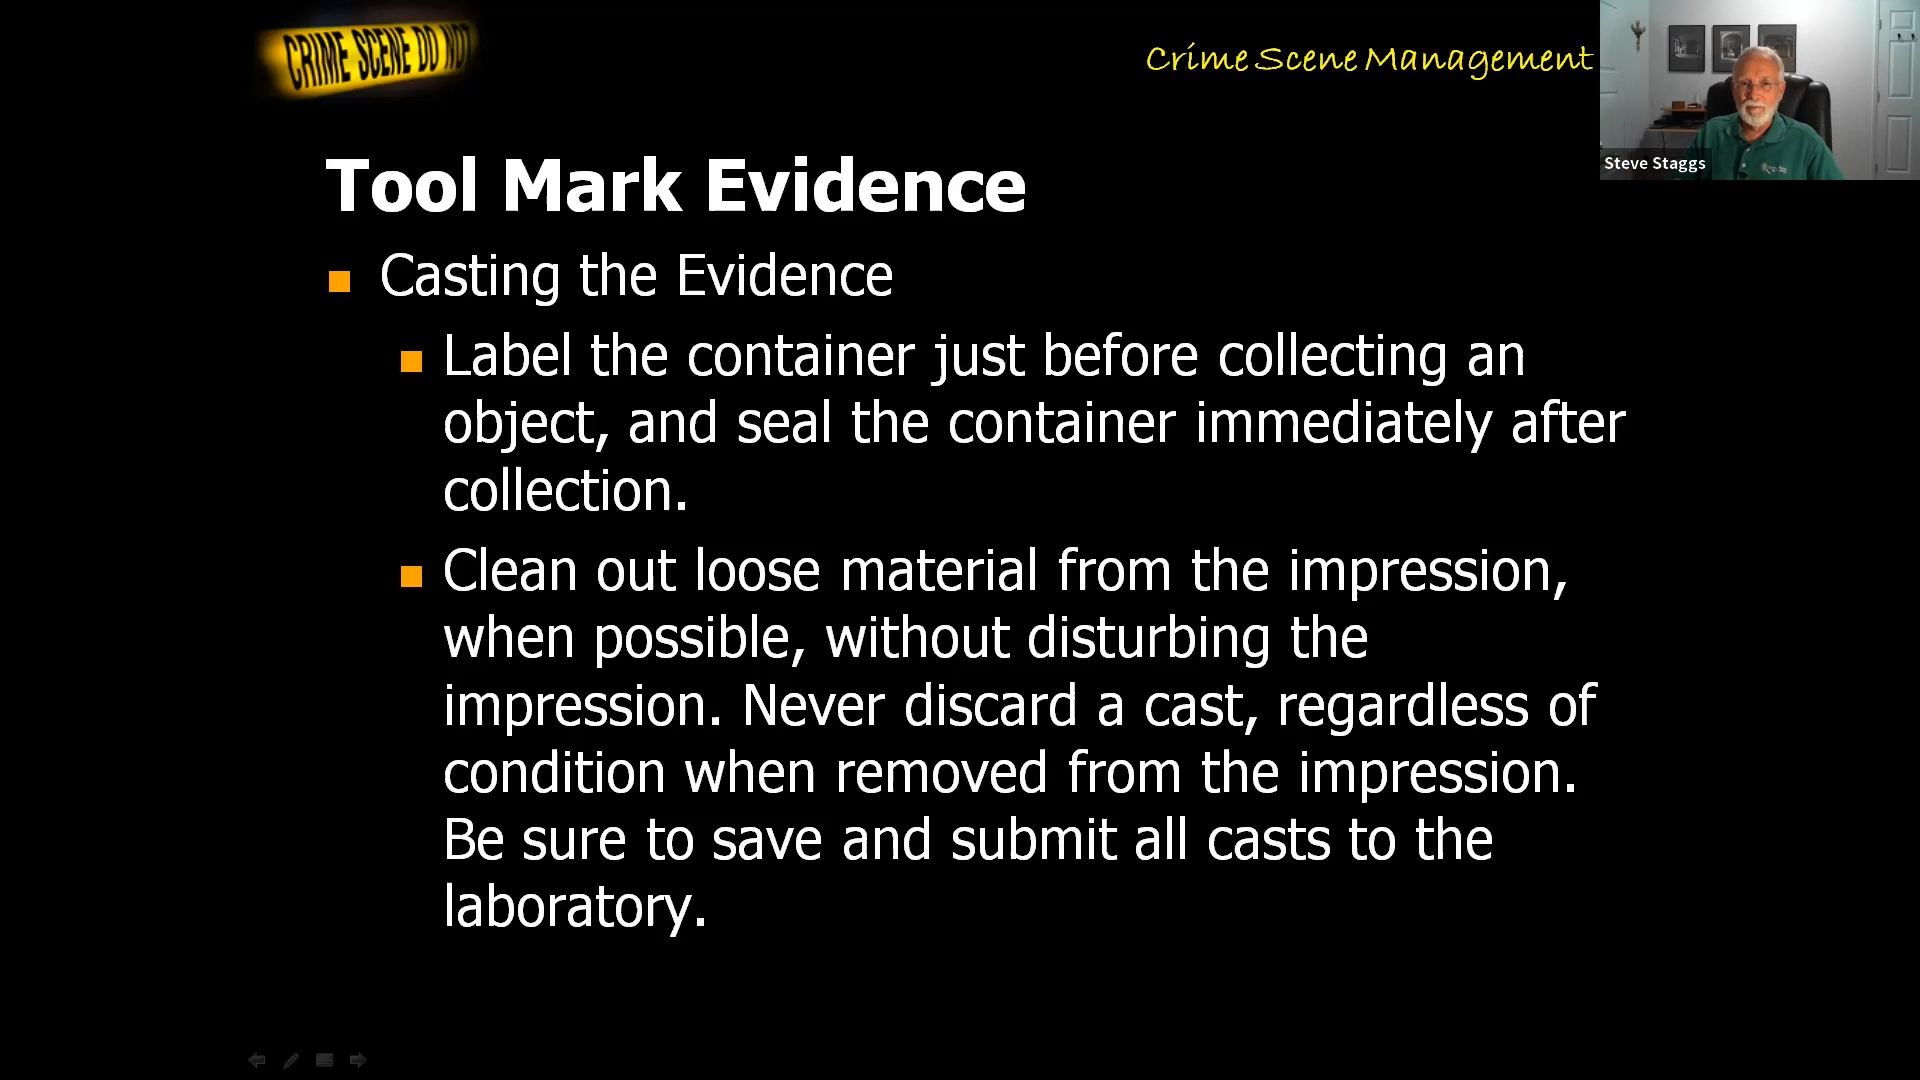 CRIME SCENE DO NOT
Crime Scene Management
Steve Staggs
Tool Mark Evidence
Casting the Evidence
Label the container just before collecting an
object, and seal the container immediately after
collection.
Clean out loose material from the impression,
when possible, without disturbing the
impression. Never discard a cast, regardless of
condition when removed from the impression.
Be sure to save and submit all casts to the
laboratory.